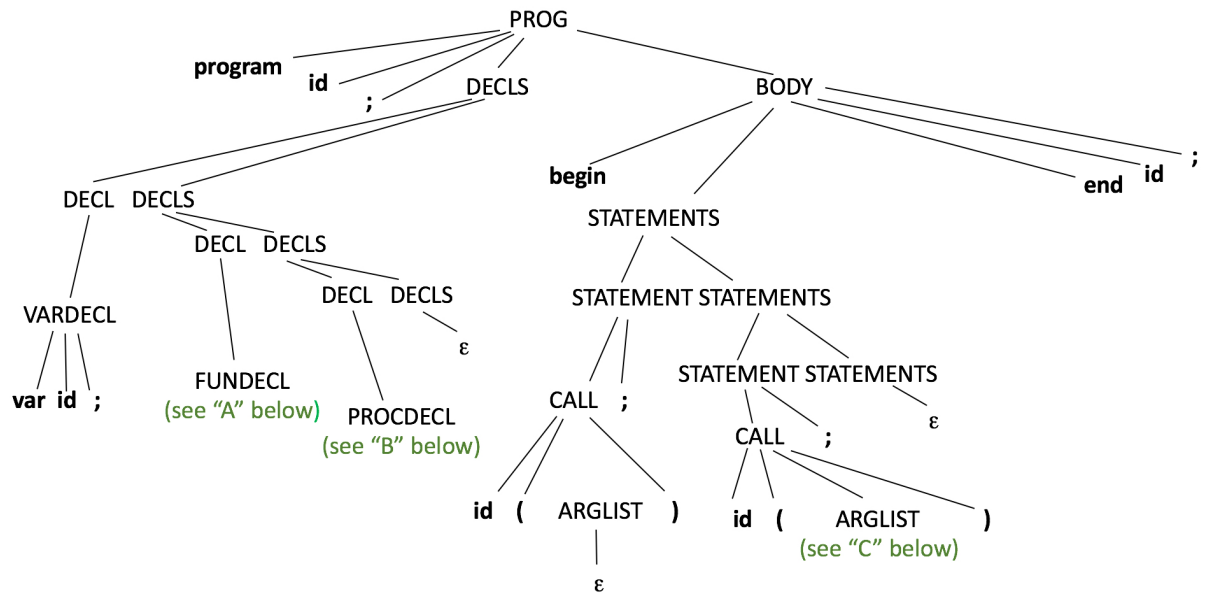 PROG
program
id
;
DECLS
BODY
begin
end id ;
DECL DECLS
STATEMENTS
DECL DECLS
DECL DECLS
STATEMENT STATEMENTS
VARDECL
ε
FUNDECL
(see “A” below)
STATEMENT STATEMENTS
var id ;
PROCDECL
(see “B” below)
CALL ;
ε
CALL ;
id ( ARGLIST )
id ( ARGLIST )
(see “C” below)
ε